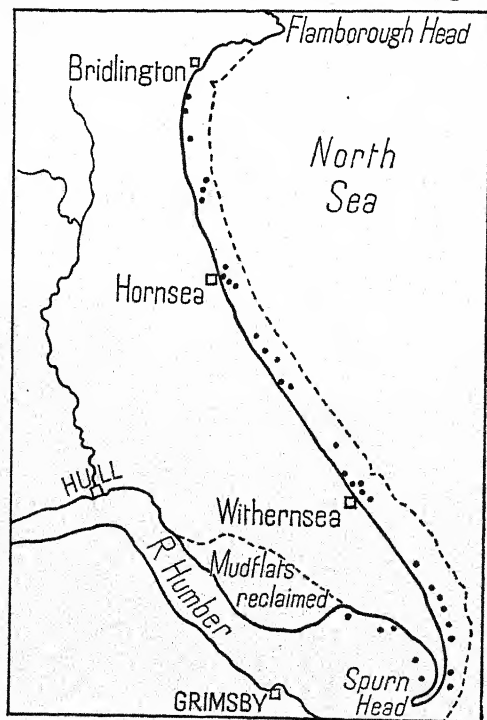 Flamborough Head
Bridlington
North
Sea
Hornsea
HULL
Withernsea
R Humber
Mudflats
reclaimed
Spurn
Head
GRIMSBY